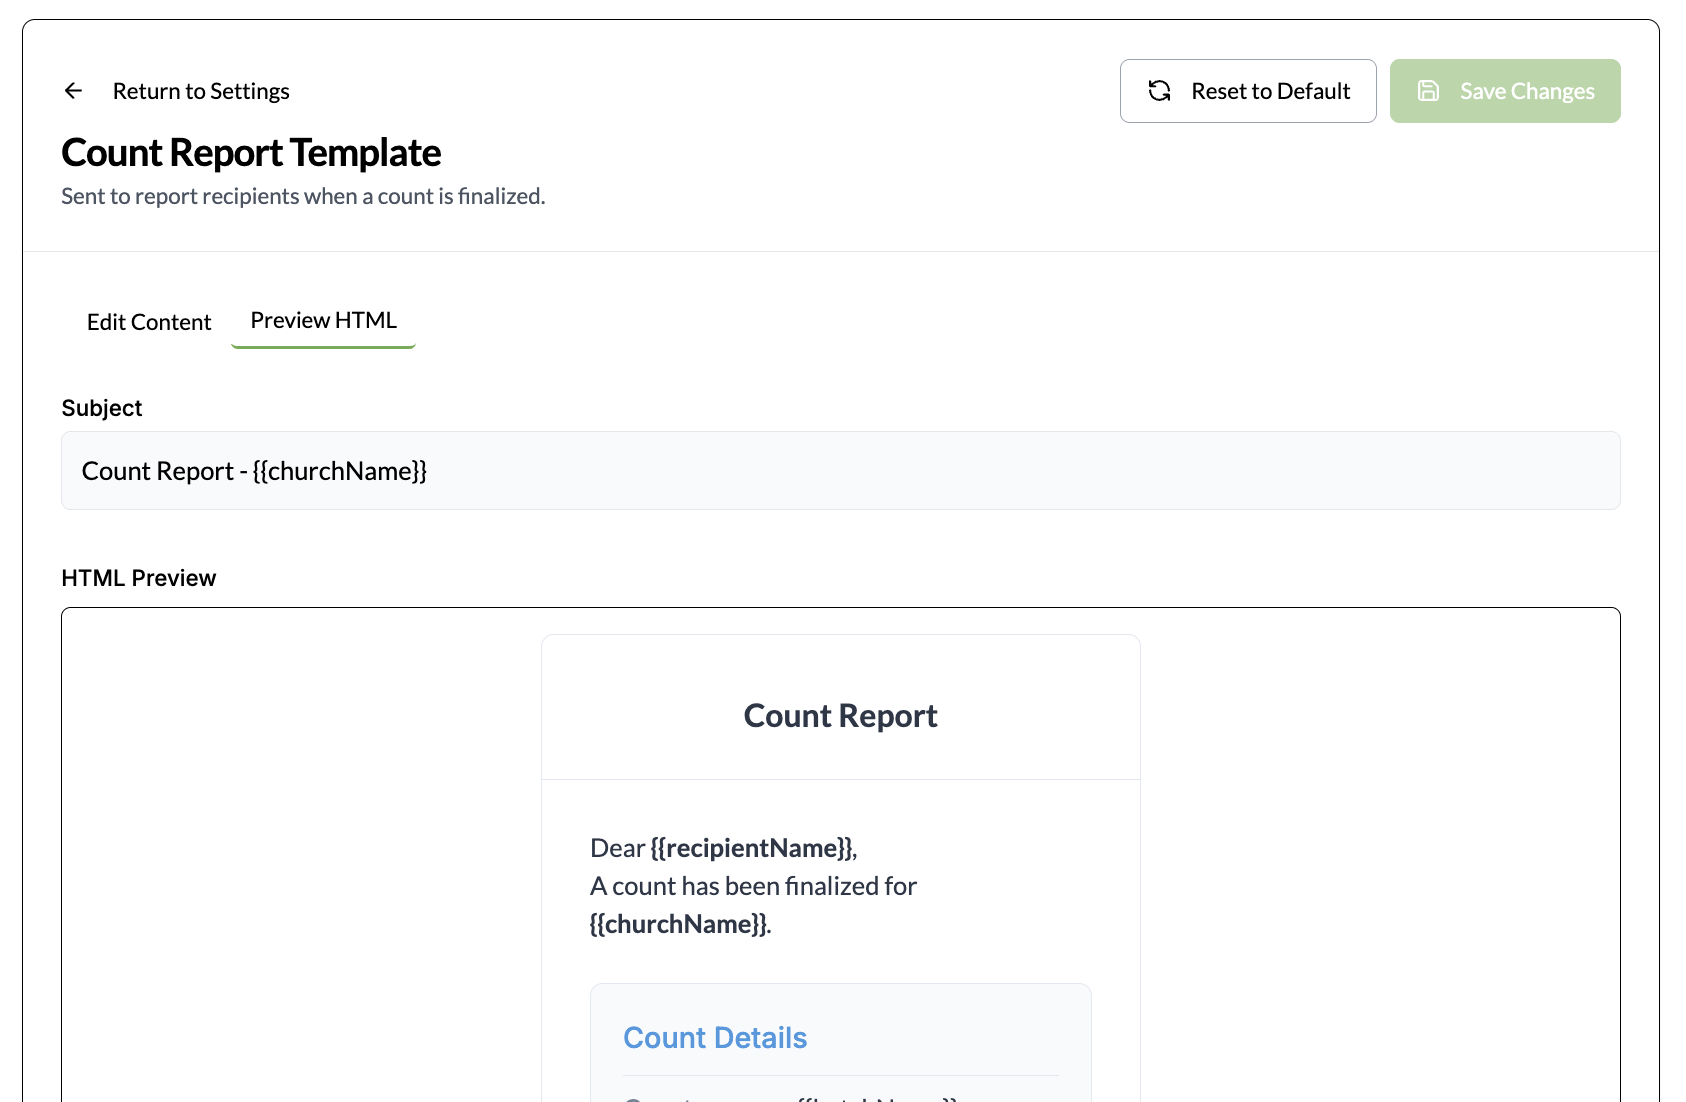 Return to Settings
Reset to Default
Save Changes
Count Report Template
Sent to report recipients when a count is finalized.
Edit Content
Preview HTML
Subject
Count Report - {{churchName}}
HTML Preview
Count Report
Dear {{recipientName}},
A count has been finalized for
{{churchName}}.
Count Details